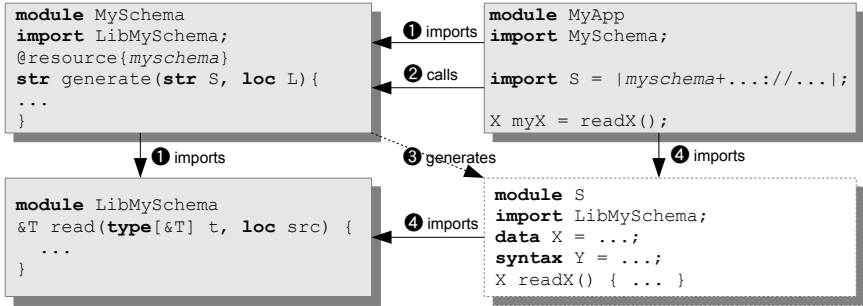 module MySchema
import LibMySchema;
@resource{myschema}
str generate(str S, loc L){
...
}
❶ imports
❷ calls
module MyApp
import MySchema;
import S = |myschema+...://...|;
X myX = readX();
❶ imports
❸ generates
❹ imports
module LibMySchema
&T read(type[&T] t, loc src) {
...
}
❹ imports
module S
import LibMySchema;
data X = ...;
syntax Y = ...;
X readX() { ... }